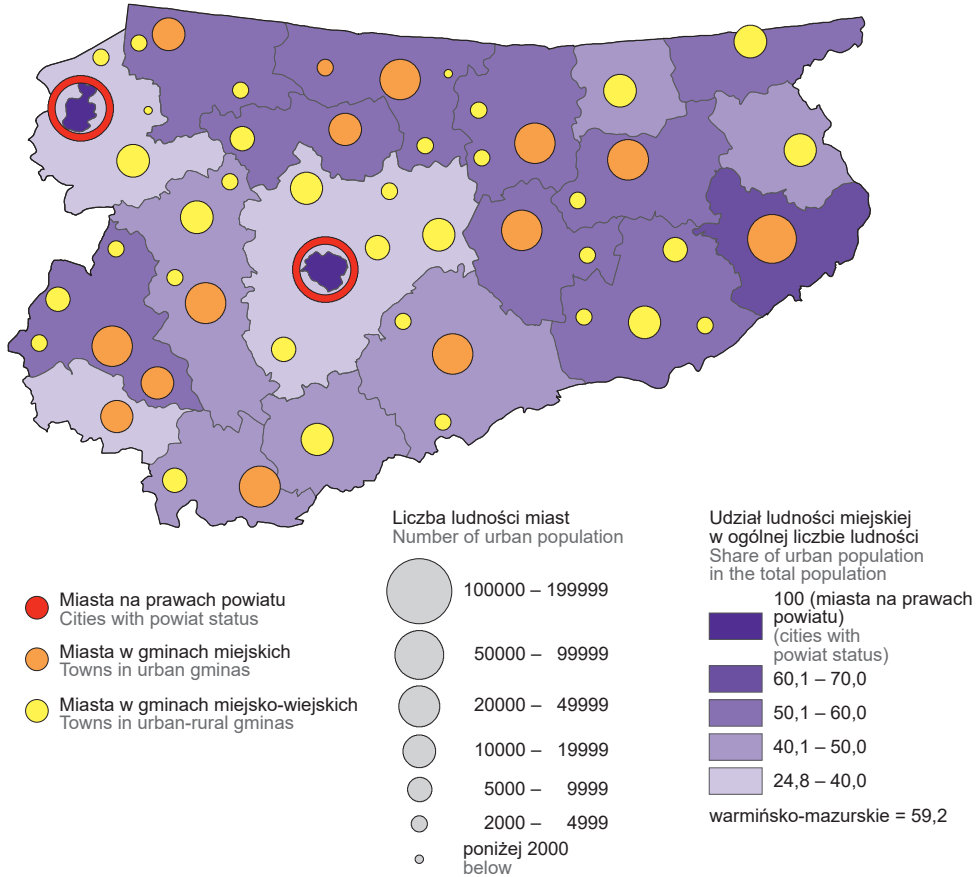 Miasta na prawach powiatu
Cities with powiat status
Miasta w gminach miejskich
Towns in urban gminas
Miasta w gminach miejsko-wiejskich
Towns in urban-rural gminas
Liczba ludności miast
Number of urban population
100000 – 199999
50000 – 99999
20000 – 49999
10000 – 19999
5000 – 9999
2000 – 4999
poniżej 2000
below
Udział ludności miejskiej
w ogólnej liczbie ludności
Share of urban population
in the total population
100 (miasta na prawach
powiatu)
(cities with
powiat status)
60,1 – 70,0
50,1 – 60,0
40,1 – 50,0
24,8 – 40,0
warmińsko-mazurskie = 59,2